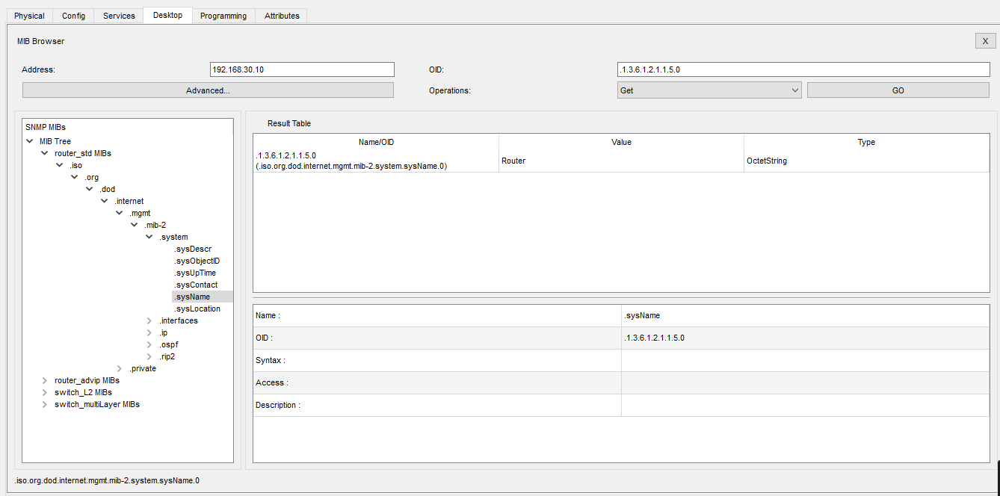 Physical Config Services Desktop Programming Attributes
MIB Browser
X
Address: 192.168.30.10 OID: .1.3.6.1.2.1.1.5.0
Advanced... Operations: Get GO
SNMP MIBs
MIB Tree
router_std MIBs
.iso
.org
.dod
.internet
.mgmt
.mib-2
.system
.sysDescr
.sysObjectID
.sysUpTime
.sysContact
.sysName
.sysLocation
.interfaces
.ip
.ospf
.rip2
.private
router_advip MIBs
switch_L2 MIBs
switch_multiLayer MIBs
Result Table
Name/OID Value Type
.1.3.6.1.2.1.1.5.0
(.iso.org.dod.internet.mgmt.mib-2.system.sysName.0) Router OctetString
Name : .sysName
OID : .1.3.6.1.2.1.1.5.0
Syntax :
Access :
Description :
.iso.org.dod.internet.mgmt.mib-2.system.sysName.0